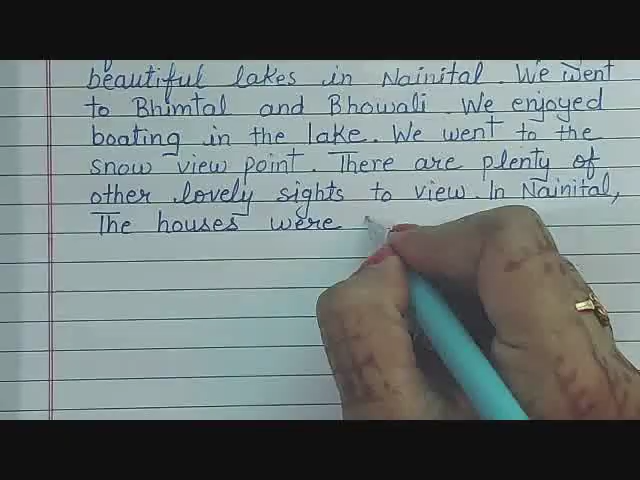 beautiful lakes in Nainital. We went
to Bhimtal and Bhowali. We enjoyed
boating in the lake. We went to the
snow view point. There are plenty of
other lovely sights to view. In Nainital,
The houses were